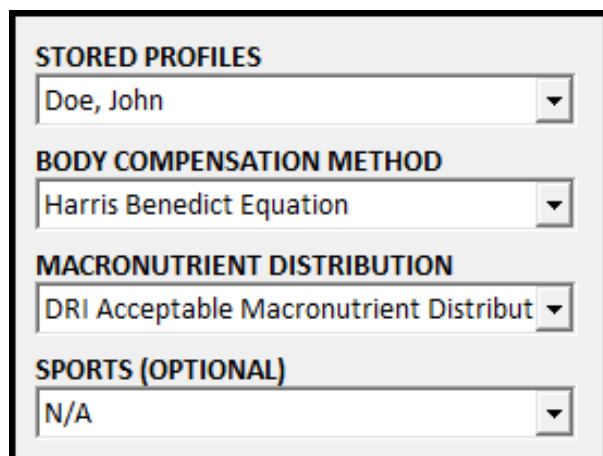 STORED PROFILES
Doe, John
BODY COMPENSATION METHOD
Harris Benedict Equation
MACRONUTRIENT DISTRIBUTION
DRI Acceptable Macronutrient Distribut
SPORTS (OPTIONAL)
N/A